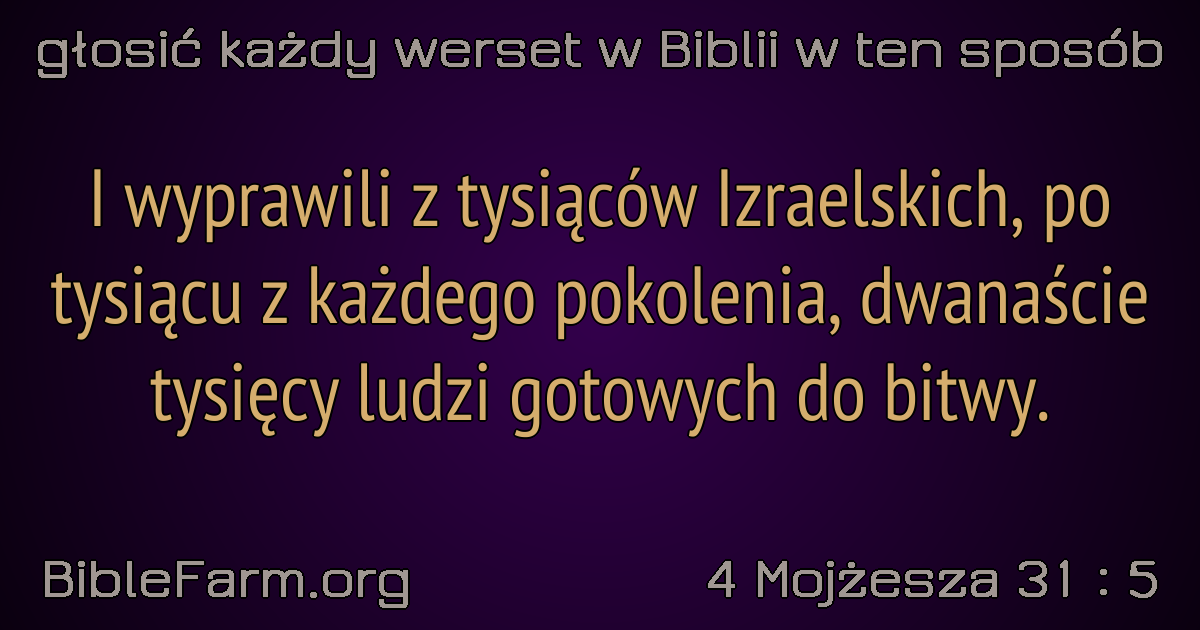 głosić każdy werset w Biblii w ten sposób
I wyprawili z tysiąców Izraelskich, po
tysiącu z każdego pokolenia, dwanaście
tysięcy ludzi gotowych do bitwy.
BibleFarm.org
4 Mojżesza 31 : 5